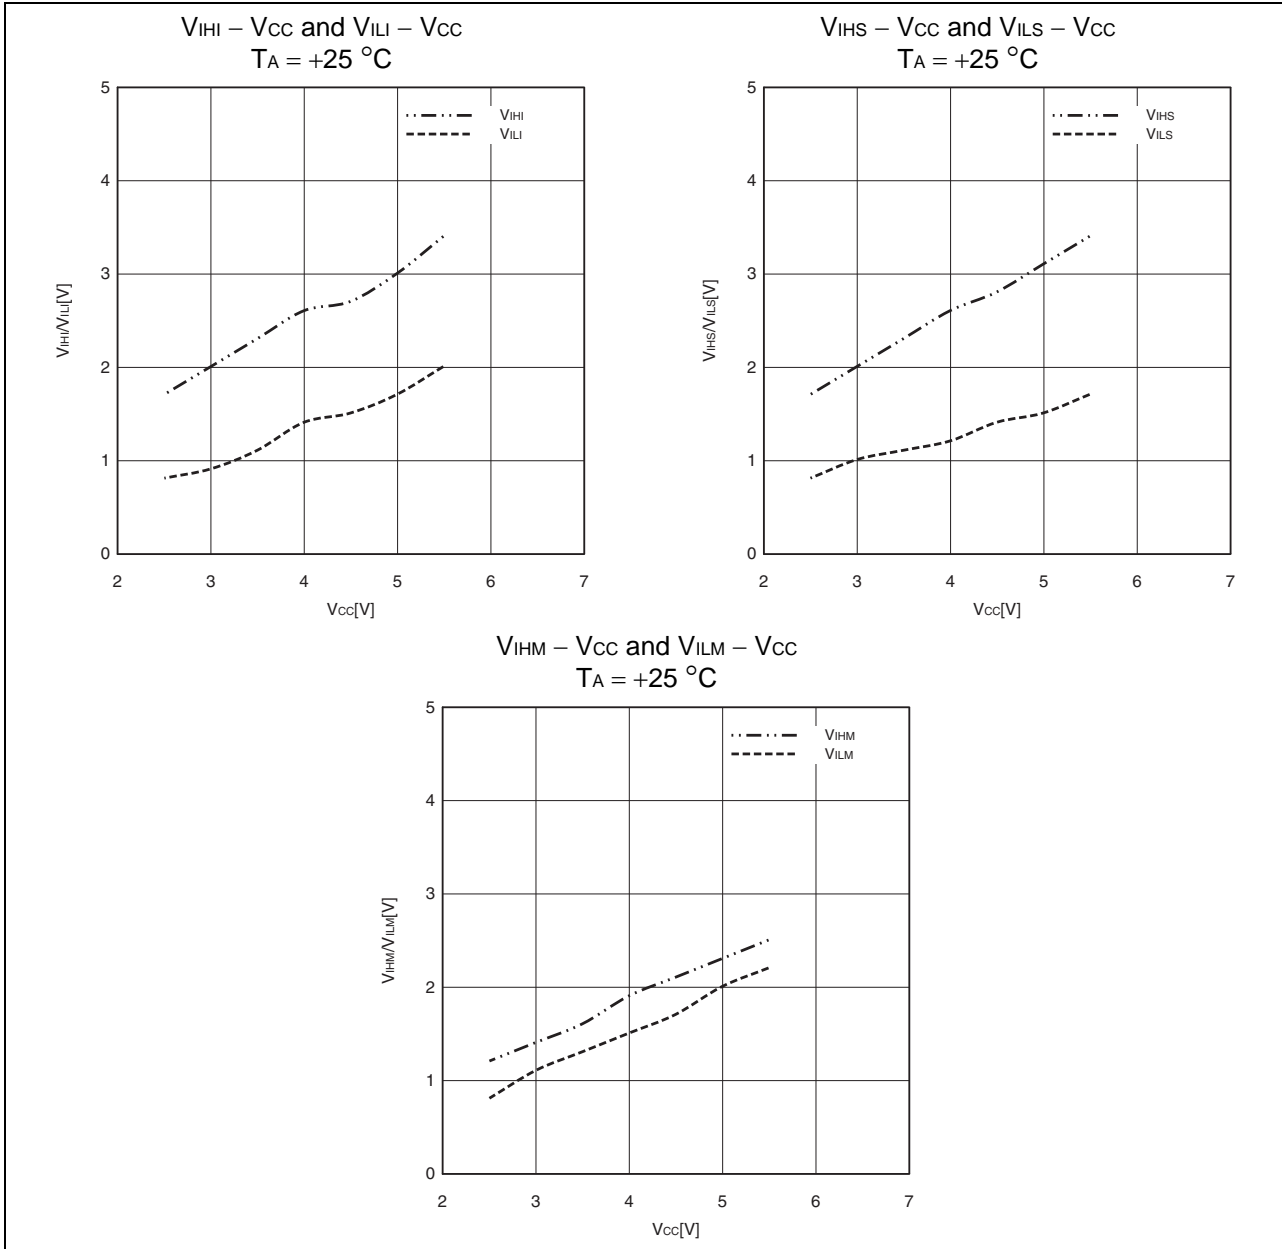 VIHI – VCC and VILI – VCC
TA = +25 °C
5
4
3
2
1
0
VIHI/VILI[V]
VIHI
VILI
2 3 4 5 6 7
VCC[V]
VIHS – VCC and VILS – VCC
TA = +25 °C
5
4
3
2
1
0
VIHS/VILS[V]
VIHS
VILS
2 3 4 5 6 7
VCC[V]
VIHM – VCC and VILM – VCC
TA = +25 °C
5
4
3
2
1
0
VIHM/VILM[V]
VIHM
VILM
2 3 4 5 6 7
VCC[V]